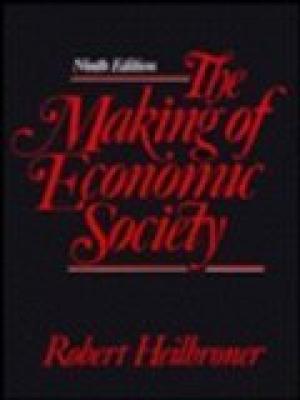 Ninth Edition
The
Making of
Economic
Society
Robert Heilbroner